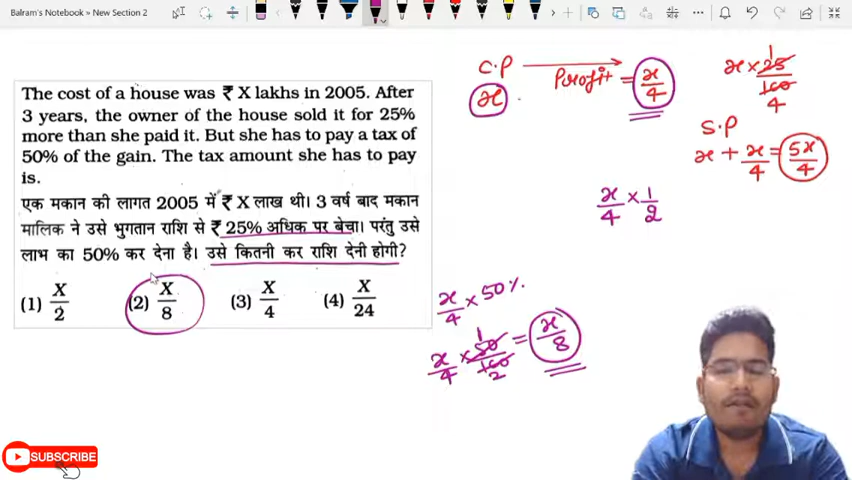 Balram's Notebook » New Section 2
The cost of a house was ₹ X lakhs in 2005. After
3 years, the owner of the house sold it for 25%
more than she paid it. But she has to pay a tax of
50% of the gain. The tax amount she has to pay
is.
एक मकान की लागत 2005 में ₹ X लाख थी। 3 वर्ष बाद मकान
मालिक ने उसे भुगतान राशि से ₹ 25% अधिक पर बेचा। परंतु उसे
लाभ का 50% कर देना है। उसे कितनी कर राशि देनी होगी?
(1) X/2 (2) X/8 (3) X/4 (4) X/24
C.P Profit = x/4
x
x × 25/100
1
4
S.P
x + x/4 = 5x/4
x/4 × 1/2
x/4 × 50%
x/4 × 50/100 = x/8
1
2
SUBSCRIBE